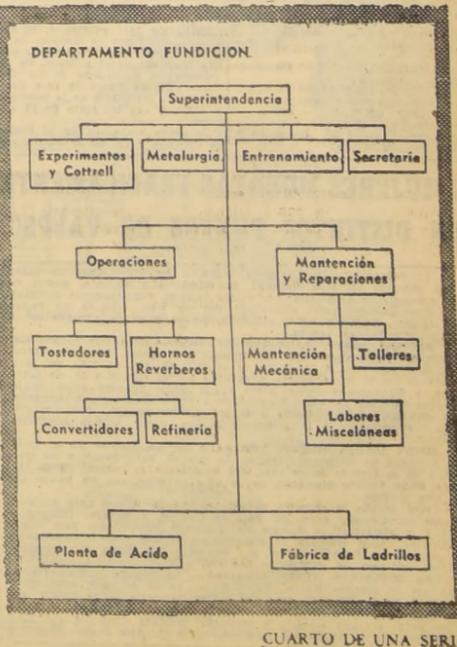 DEPARTAMENTO FUNDICION
Superintendencia
Experimentos
y Cottrell
Metalurgia
Entrenamiento
Secretaría
Operaciones
Mantención
y Reparaciones
Tostadores
Hornos
Reverberos
Mantención
Mecánica
Talleres
Convertidores
Refinería
Labores
Misceláneas
Planta de Acido
Fábrica de Ladrillos
CUARTO DE UNA SERI